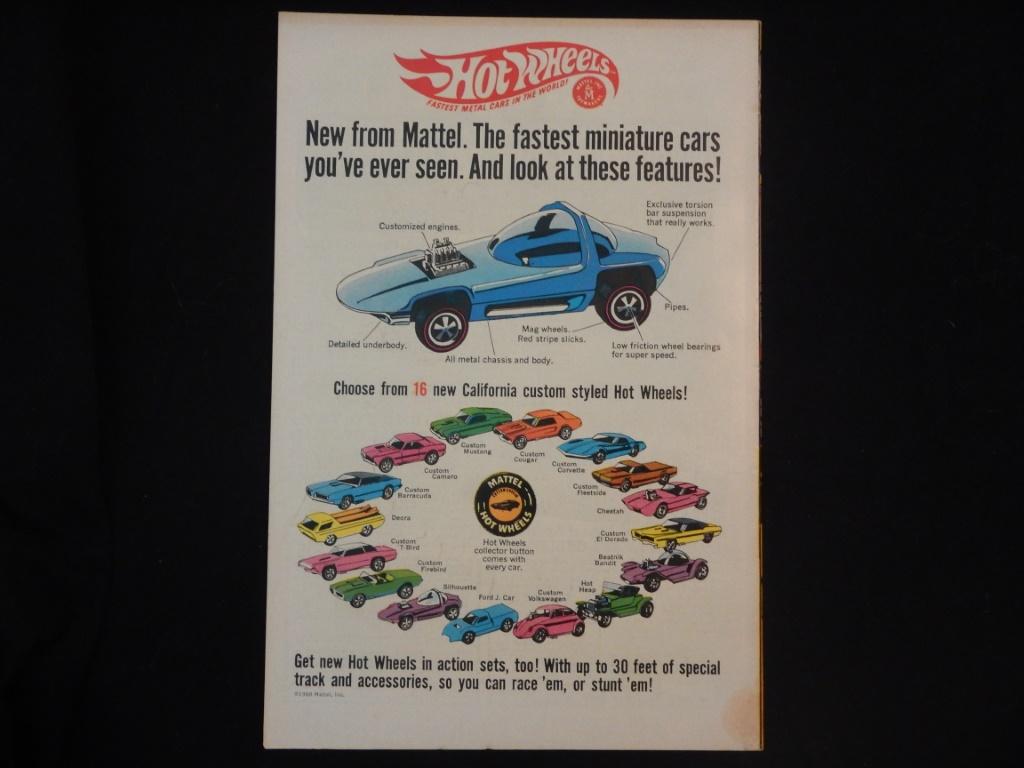 Hot Wheels
FASTEST METAL CARS IN THE WORLD!
New from Mattel. The fastest miniature cars
you've ever seen. And look at these features!
Exclusive torsion
bar suspension
that really works.
Customized engines.
Pipes.
Mag wheels.
Red stripe slicks.
Detailed underbody.
Low friction wheel bearings
for super speed.
All metal chassis and body.
Choose from 16 new California custom styled Hot Wheels!
Custom
Mustang
Custom
Cougar
Custom
Corvette
Custom
Camaro
Custom
Fleetside
Custom
Barracuda
Cheetah
Deora
Custom
El Dorado
Custom
T-Bird
Beatnik
Bandit
Custom
Firebird
Silhouette
Ford J. Car
Custom
Volkswagen
Hot
Heap
MATTEL
HOT WHEELS
Hot Wheels
collector button
comes with
every car.
Get new Hot Wheels in action sets, too! With up to 30 feet of special
track and accessories, so you can race 'em, or stunt 'em!
©1968 Mattel, Inc.